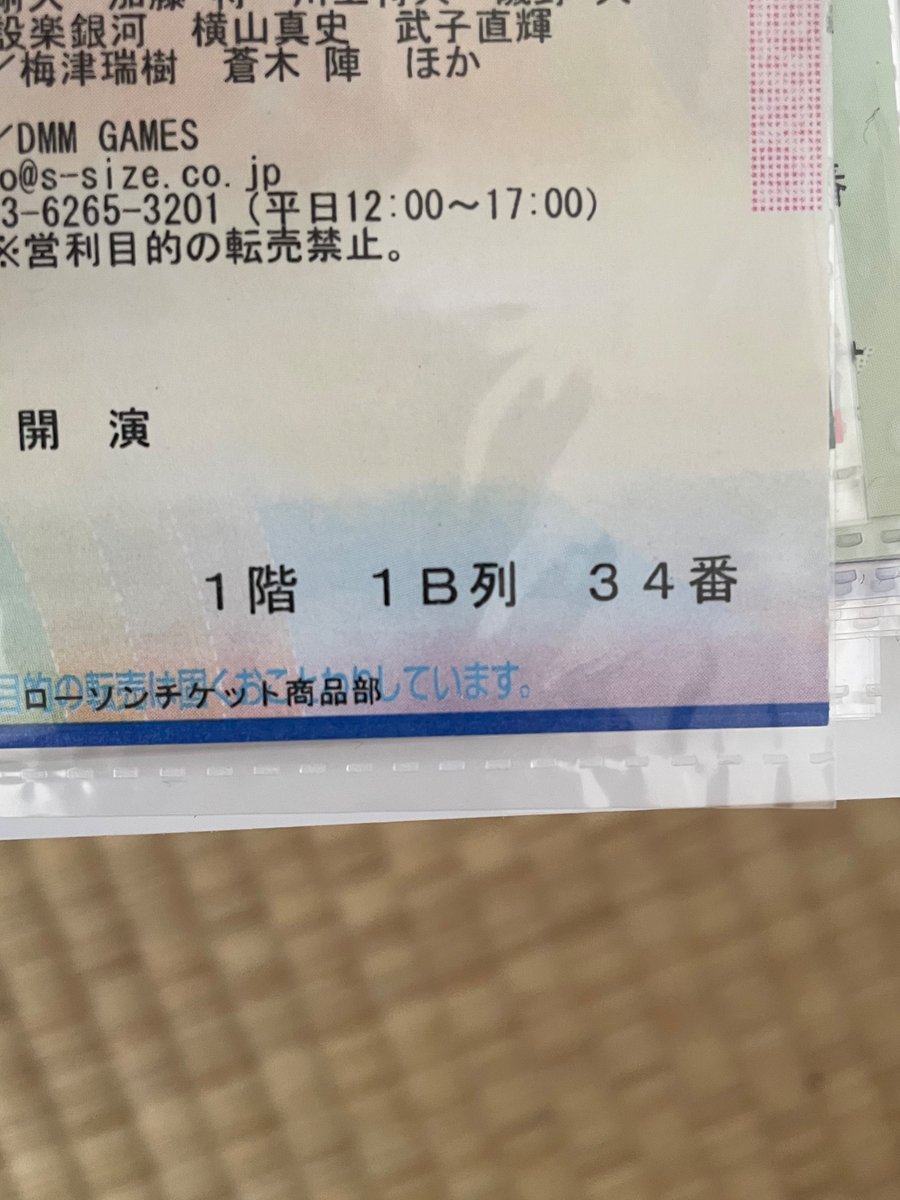 設楽銀河 横山真史 武子直輝
／梅津瑞樹 蒼木 陣 ほか
／DMM GAMES
o@s-size.co.jp
3-6265-3201（平日12:00～17:00）
※営利目的の転売禁止。
開 演
１階 １Ｂ列 ３４番
目的の転売は固くおことわりしています。
ローソンチケット商品部